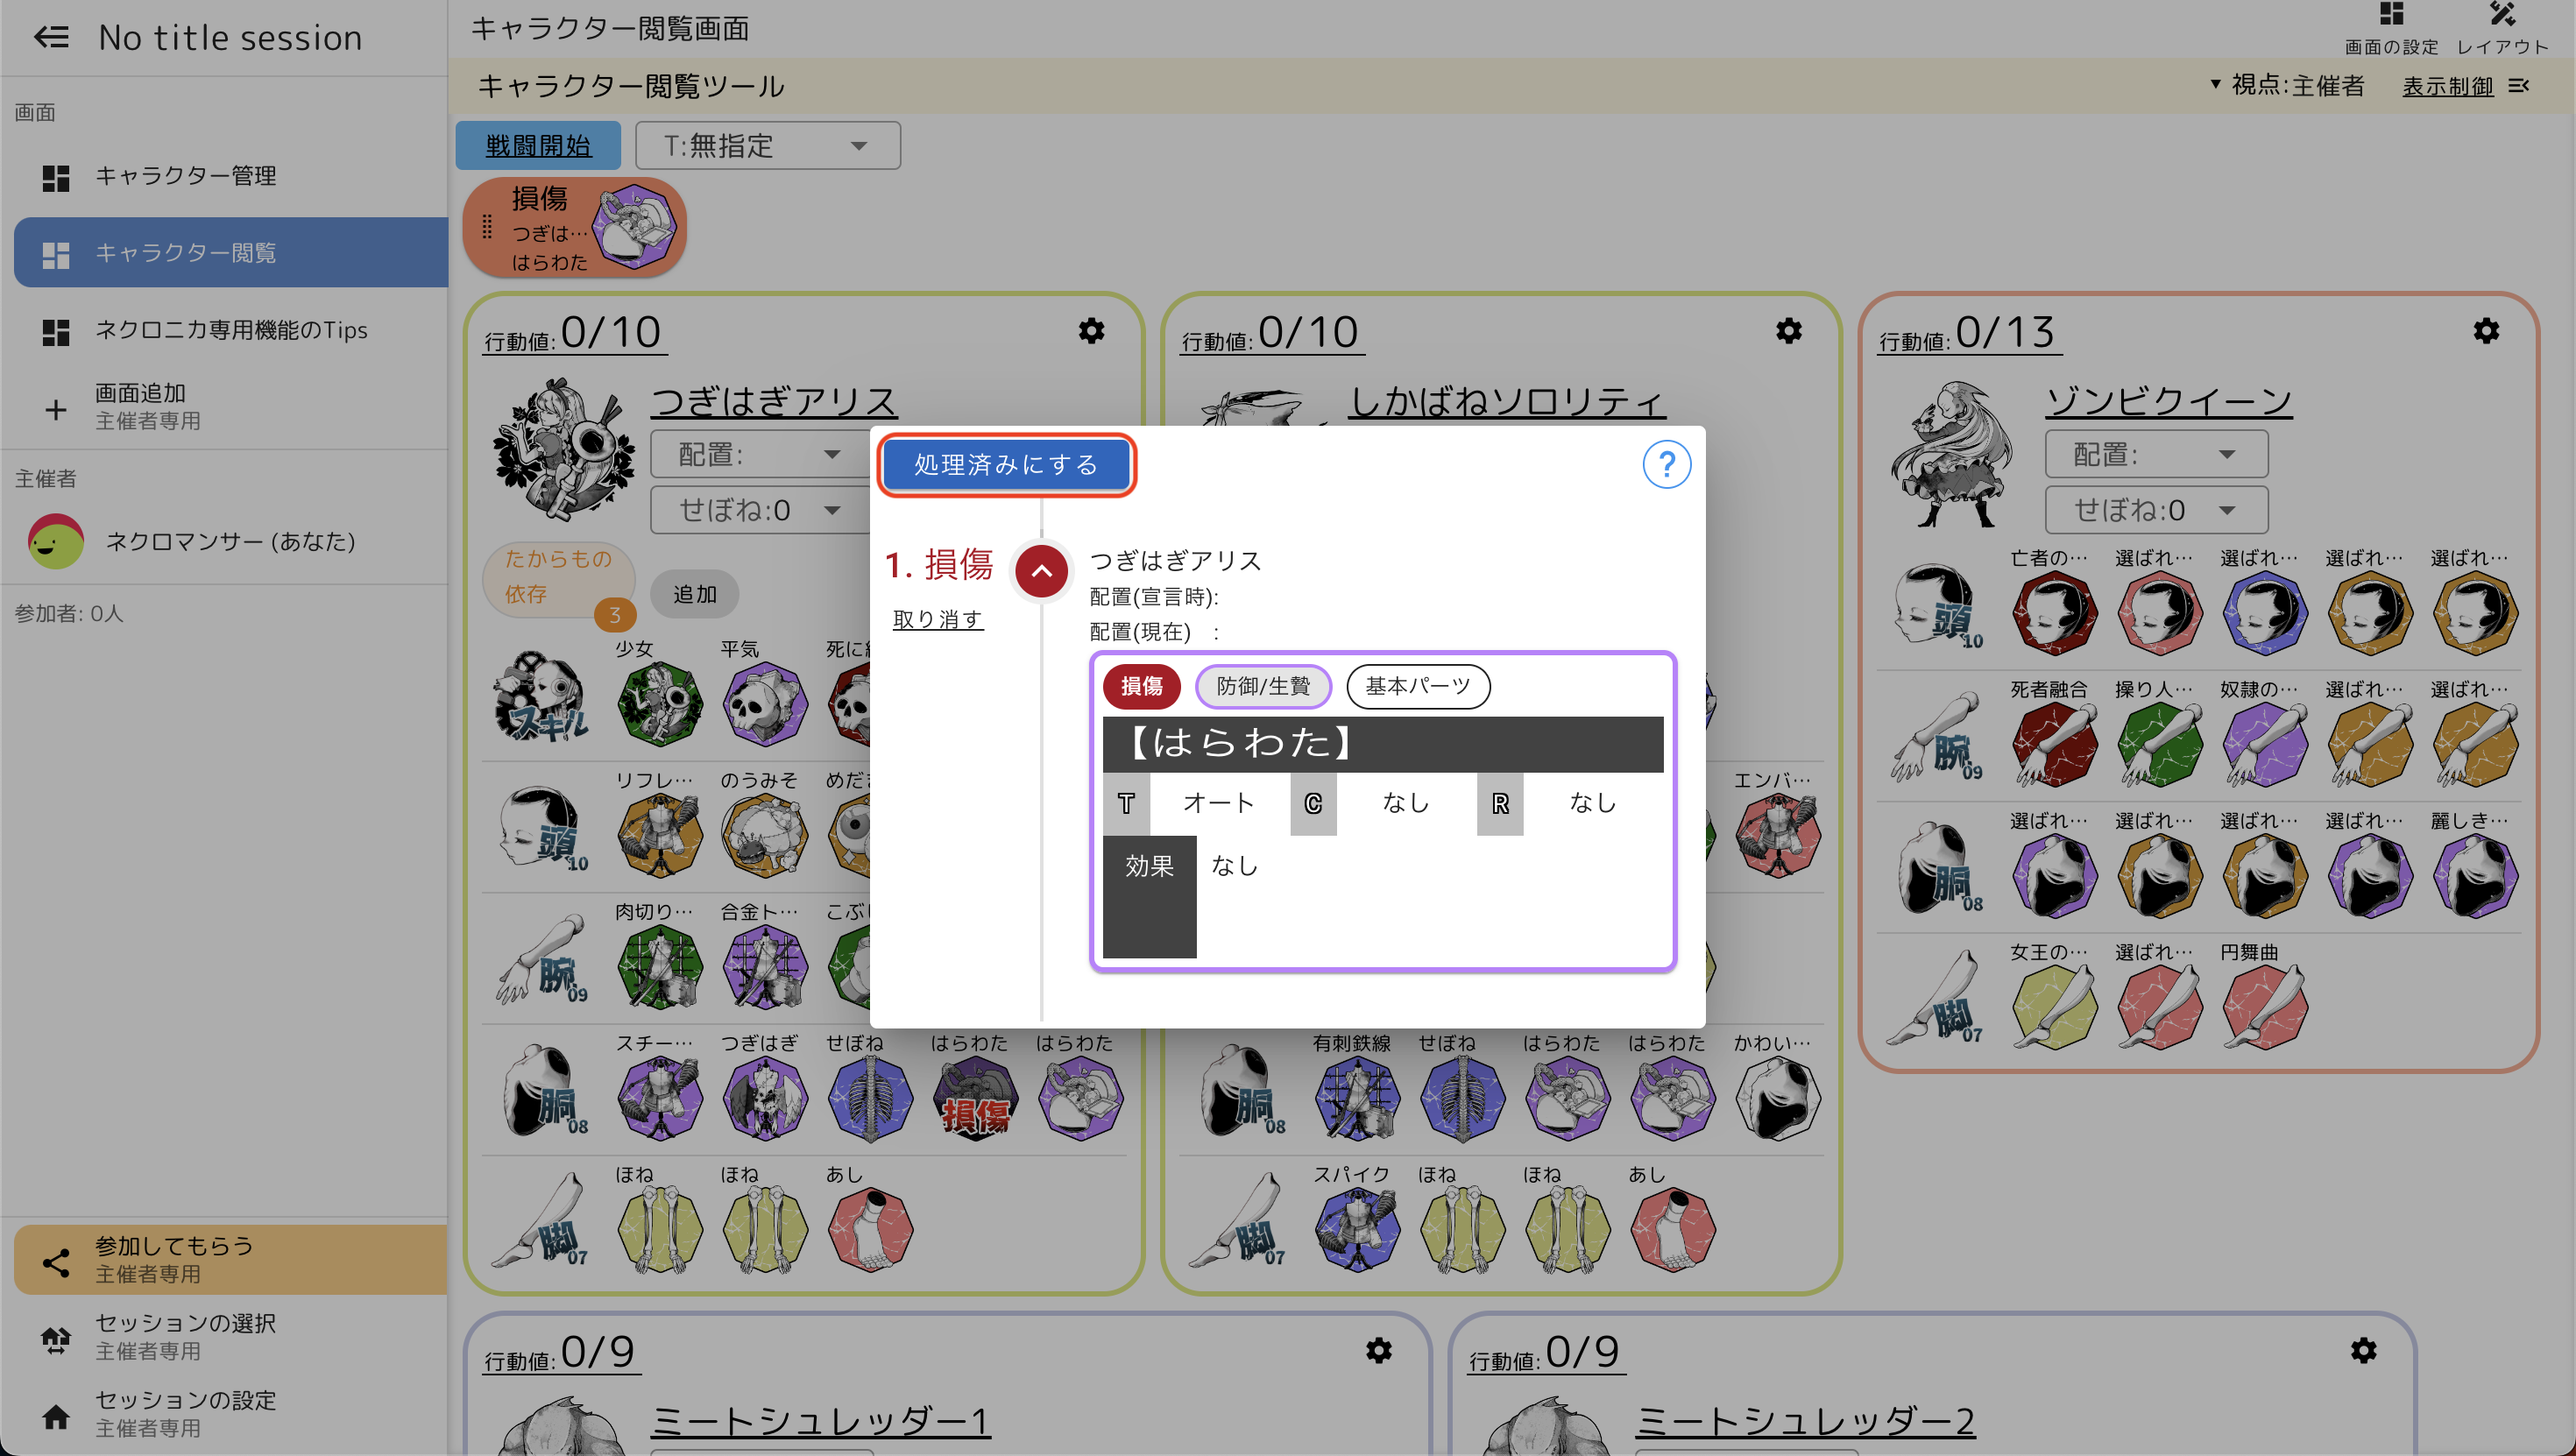 No title session
画面
キャラクター管理
キャラクター閲覧
ネクロニカ専用機能のTips
画面追加
主催者専用
主催者
ネクロマンサー (あなた)
参加者: 0人
参加してもらう
主催者専用
セッションの選択
主催者専用
セッションの設定
主催者専用
キャラクター閲覧画面
画面の設定 レイアウト
キャラクター閲覧ツール
視点:主催者 表示制御
戦闘開始 T:無指定
損傷
つぎは…
はらわた
行動値:0/10
つぎはぎアリス
配置:
せぼね:0
たからもの
依存
3
追加
スキル 少女 平気
頭10 リフレ… のうみそ
腕09 肉切り… 合金ト…
胴08 スチー… つぎはぎ せぼね はらわた はらわた
損傷
脚07 ほね ほね あし
行動値:0/10
しかばねソロリティ
エンバ…
胴08 有刺鉄線 せぼね はらわた はらわた かわい…
脚07 スパイク ほね ほね あし
行動値:0/13
ゾンビクイーン
配置:
せぼね:0
頭10 亡者の… 選ばれ… 選ばれ… 選ばれ… 選ばれ…
腕09 死者融合 操り人… 奴隷の… 選ばれ… 選ばれ…
胴08 選ばれ… 選ばれ… 選ばれ… 選ばれ… 麗しき…
脚07 女王の… 選ばれ… 円舞曲
処理済みにする ?
1. 損傷
取り消す
つぎはぎアリス
配置(宣言時):
配置(現在) :
損傷 防御/生贄 基本パーツ
【はらわた】
T オート C なし R なし
効果 なし
行動値:0/9
ミートシュレッダー1
行動値:0/9
ミートシュレッダー2